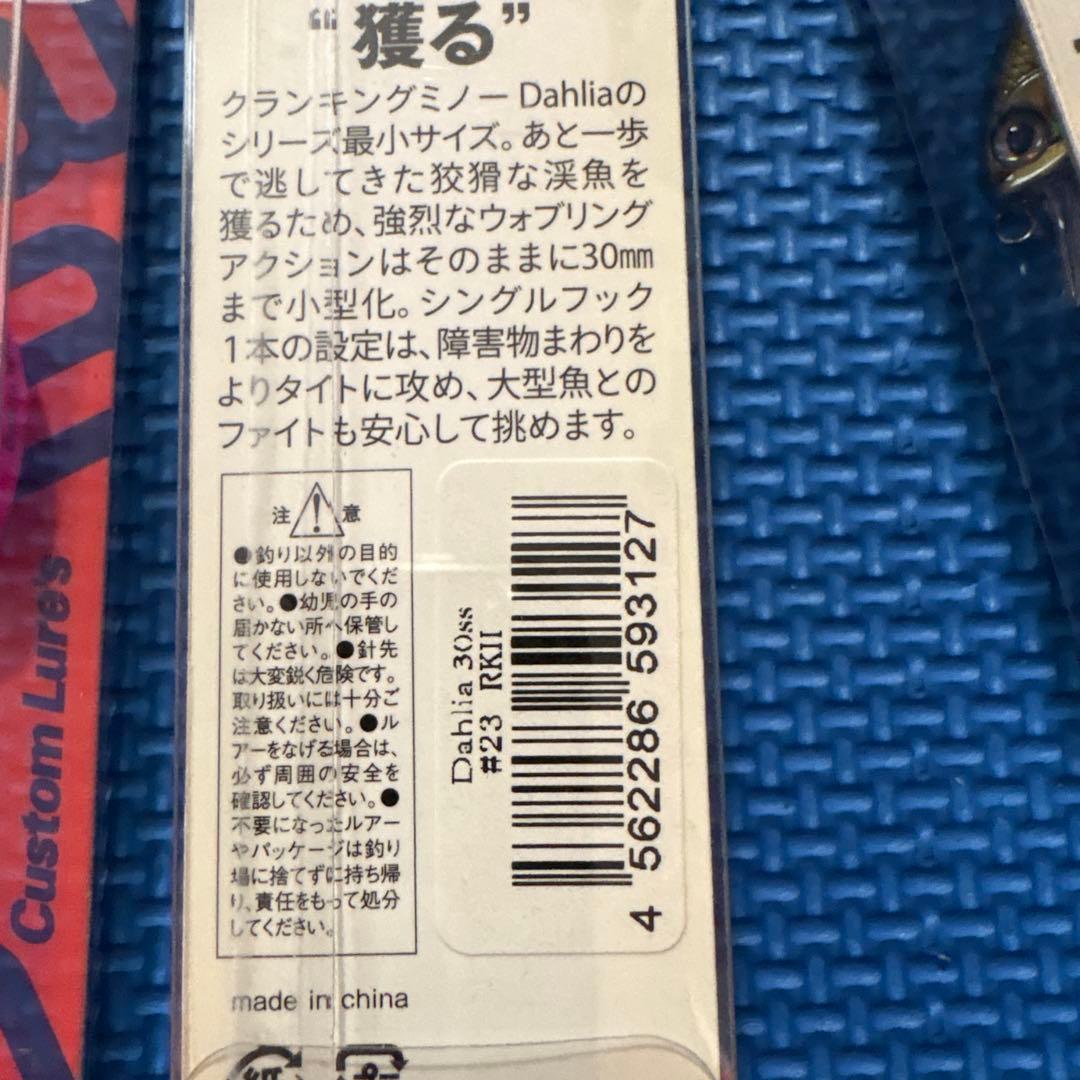 “獲る”
クランキングミノー Dahliaの
シリーズ最小サイズ。あと一歩
で逃してきた狡猾な渓魚を
獲るため、強烈なウォブリング
アクションはそのままに30㎜
まで小型化。シングルフック
1本の設定は、障害物まわりを
よりタイトに攻め、大型魚との
ファイトも安心して挑めます。
注意
●釣り以外の目的
に使用しないでくだ
さい。●幼児の手の
届かない所へ保管し
てください。●針先
は大変鋭く危険です。
取り扱いには十分ご
注意ください。●ル
アーをなげる場合は、
必ず周囲の安全を
確認してください。●
不要になったルアー
やパッケージは釣り
場に捨てずに持ち帰
り、責任をもって処分
してください。
Dahlia 30ss
#23 RKII
4 562286 593127
made in china
Custom Lure's